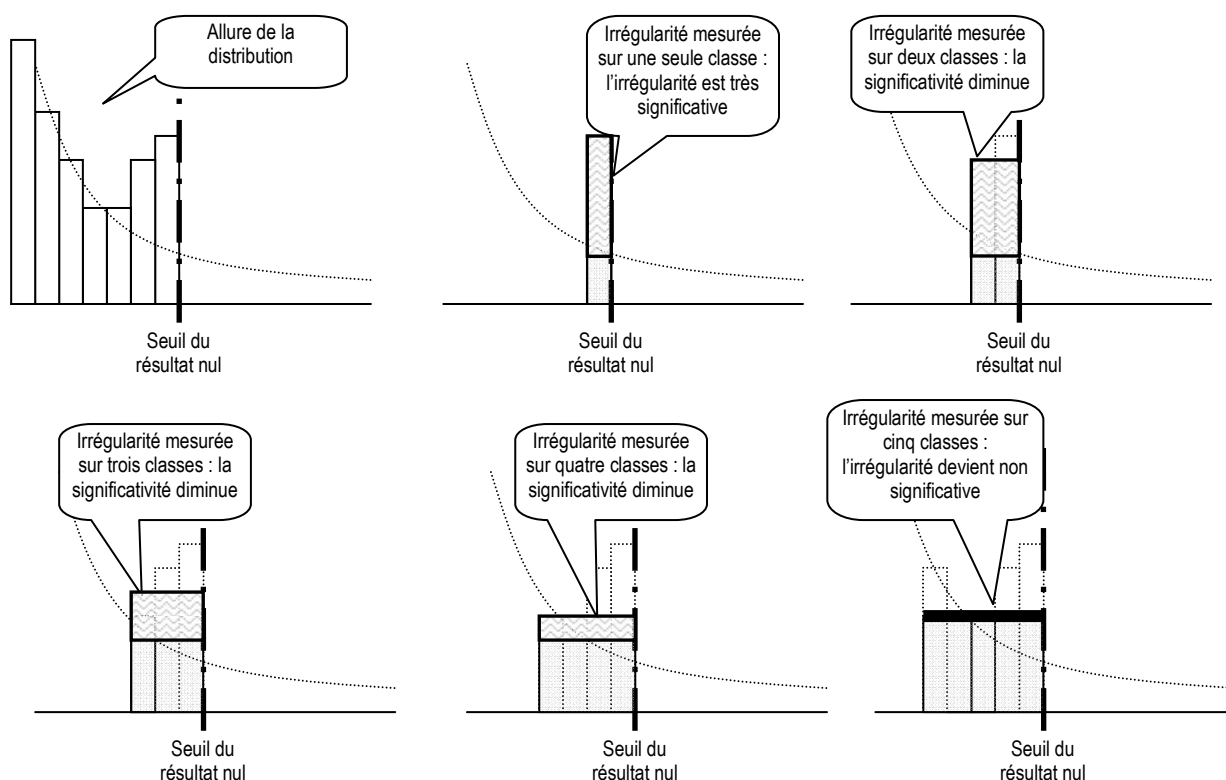 Allure de la
distribution
Irrégularité mesurée
sur une seule classe :
l'irrégularité est très
significative
Irrégularité mesurée
sur deux classes : la
significativité diminue
Seuil du
résultat nul
Seuil du
résultat nul
Seuil du
résultat nul
Irrégularité mesurée
sur trois classes : la
significativité diminue
Irrégularité mesurée
sur quatre classes : la
significativité diminue
Irrégularité mesurée sur
cinq classes :
l'irrégularité devient non
significative
Seuil du
résultat nul
Seuil du
résultat nul
Seuil du
résultat nul